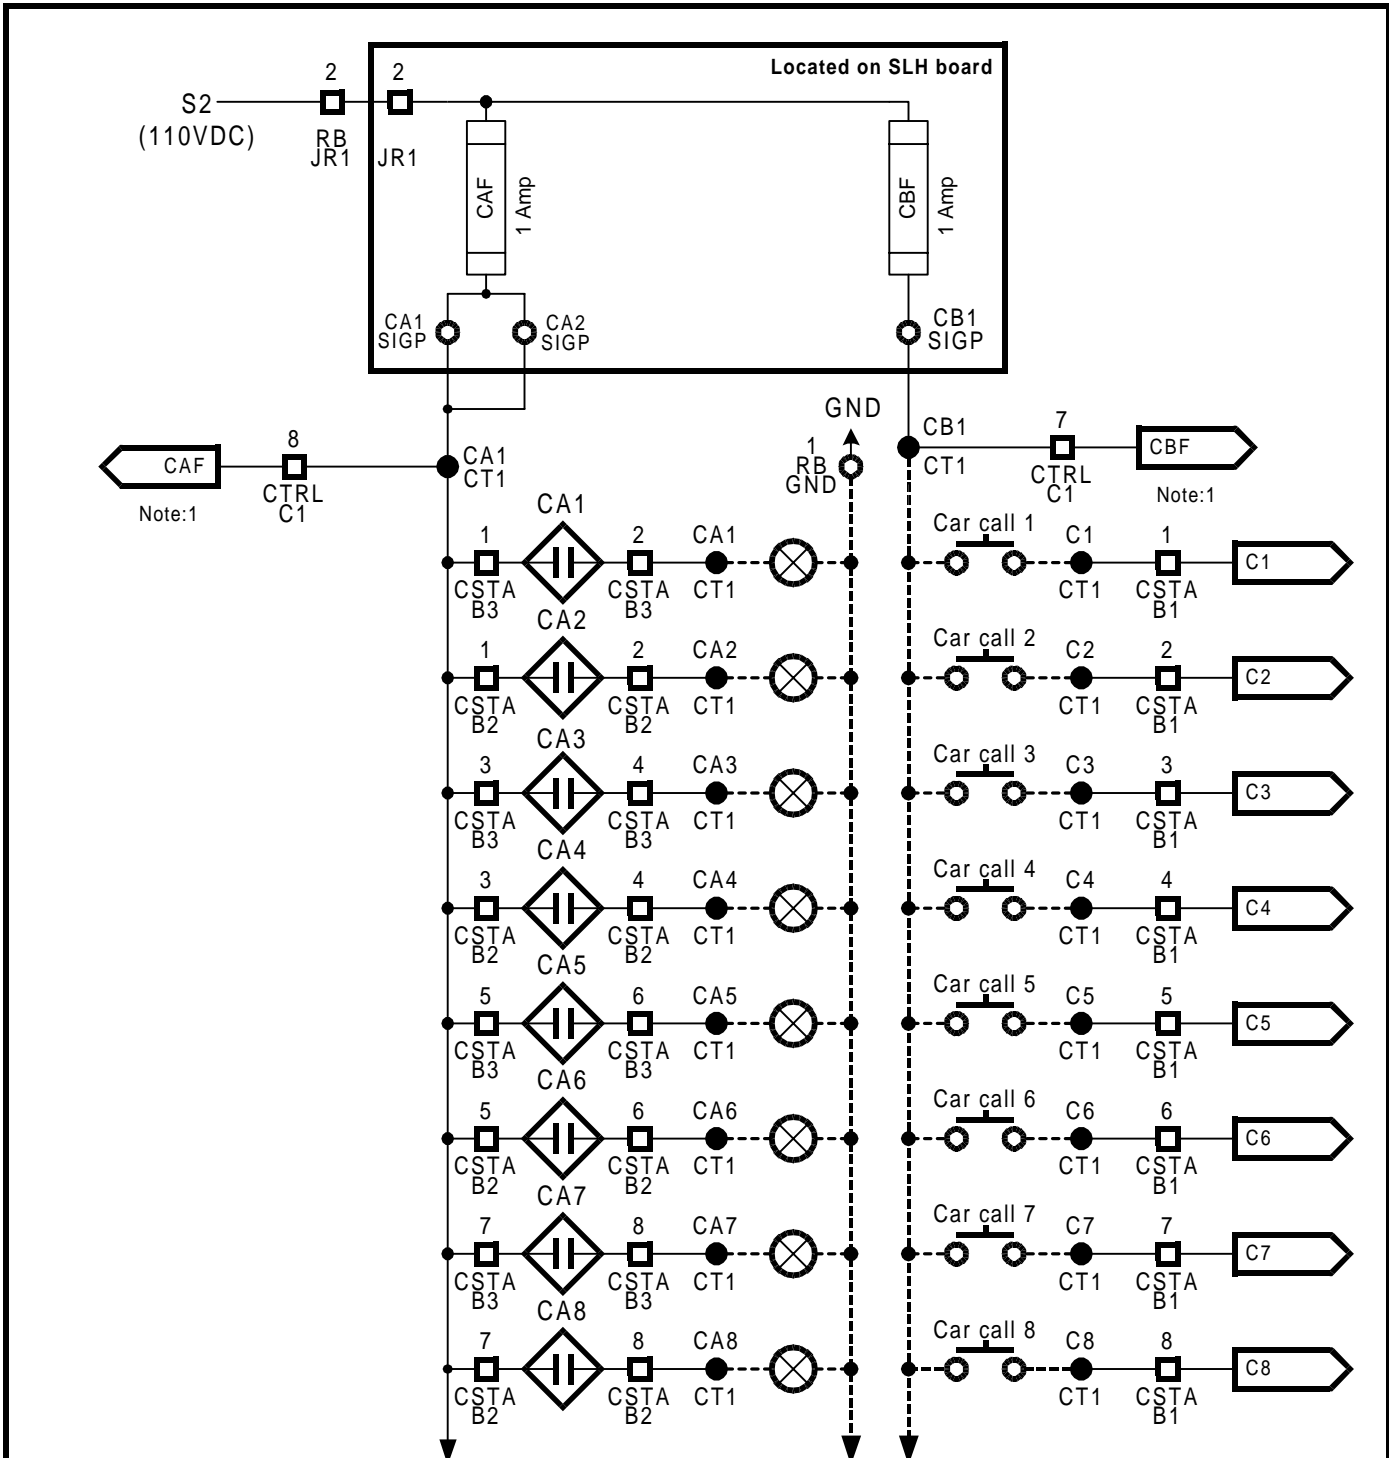 Located on SLH board
2
2
S2
(110VDC)
RB
JR1
JR1
CAF
1 Amp
CBF
1 Amp
CA1
SIGP
CA2
SIGP
CB1
SIGP
GND
1
RB
GND
CB1
CT1
7
CTRL
C1
CBF
Note:1
CAF
Note:1
8
CTRL
C1
CA1
CT1
CA1
1
CSTA
B3
2
CSTA
B3
CA1
CT1
Car call 1
C1
CT1
1
CSTA
B1
C1
CA2
1
CSTA
B2
2
CSTA
B2
CA2
CT1
Car call 2
C2
CT1
2
CSTA
B1
C2
CA3
3
CSTA
B3
4
CSTA
B3
CA3
CT1
Car call 3
C3
CT1
3
CSTA
B1
C3
CA4
3
CSTA
B2
4
CSTA
B2
CA4
CT1
Car call 4
C4
CT1
4
CSTA
B1
C4
CA5
5
CSTA
B3
6
CSTA
B3
CA5
CT1
Car call 5
C5
CT1
5
CSTA
B1
C5
CA6
5
CSTA
B2
6
CSTA
B2
CA6
CT1
Car call 6
C6
CT1
6
CSTA
B1
C6
CA7
7
CSTA
B3
8
CSTA
B3
CA7
CT1
Car call 7
C7
CT1
7
CSTA
B1
C7
CA8
7
CSTA
B2
8
CSTA
B2
CA8
CT1
Car call 8
C8
CT1
8
CSTA
B1
C8